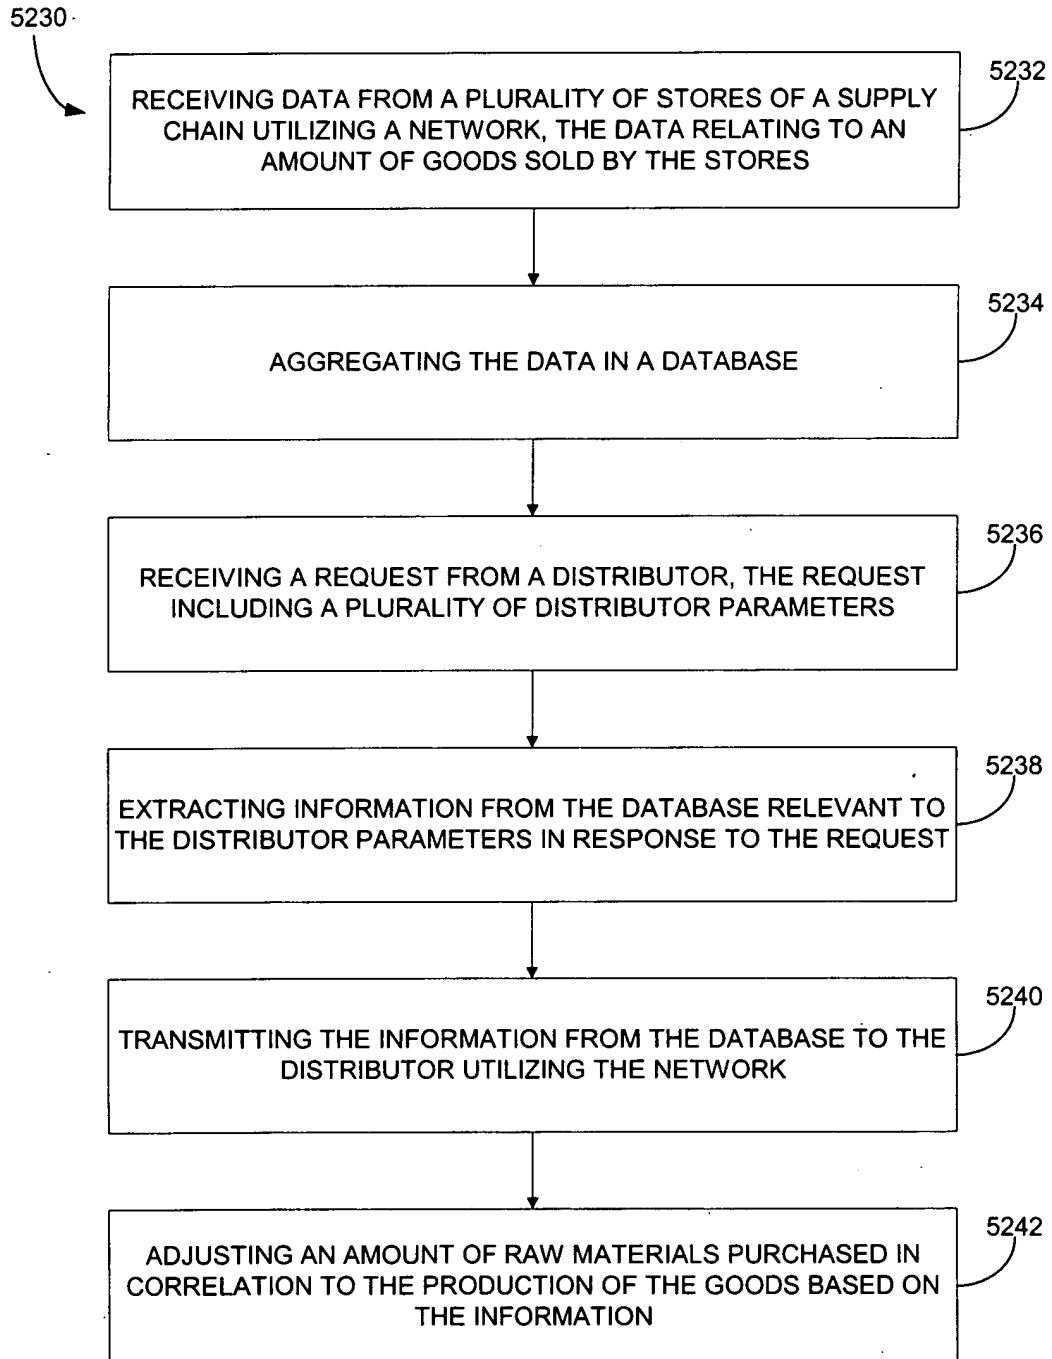 5230
5232
RECEIVING DATA FROM A PLURALITY OF STORES OF A SUPPLY
CHAIN UTILIZING A NETWORK, THE DATA RELATING TO AN
AMOUNT OF GOODS SOLD BY THE STORES
5234
AGGREGATING THE DATA IN A DATABASE
5236
RECEIVING A REQUEST FROM A DISTRIBUTOR, THE REQUEST
INCLUDING A PLURALITY OF DISTRIBUTOR PARAMETERS
5238
EXTRACTING INFORMATION FROM THE DATABASE RELEVANT TO
THE DISTRIBUTOR PARAMETERS IN RESPONSE TO THE REQUEST
5240
TRANSMITTING THE INFORMATION FROM THE DATABASE TO THE
DISTRIBUTOR UTILIZING THE NETWORK
5242
ADJUSTING AN AMOUNT OF RAW MATERIALS PURCHASED IN
CORRELATION TO THE PRODUCTION OF THE GOODS BASED ON
THE INFORMATION